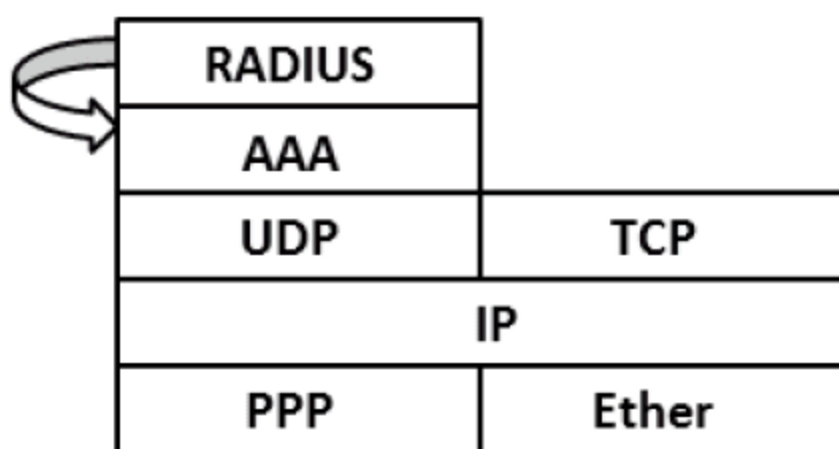 RADIUS
AAA
UDP TCP
IP
PPP Ether